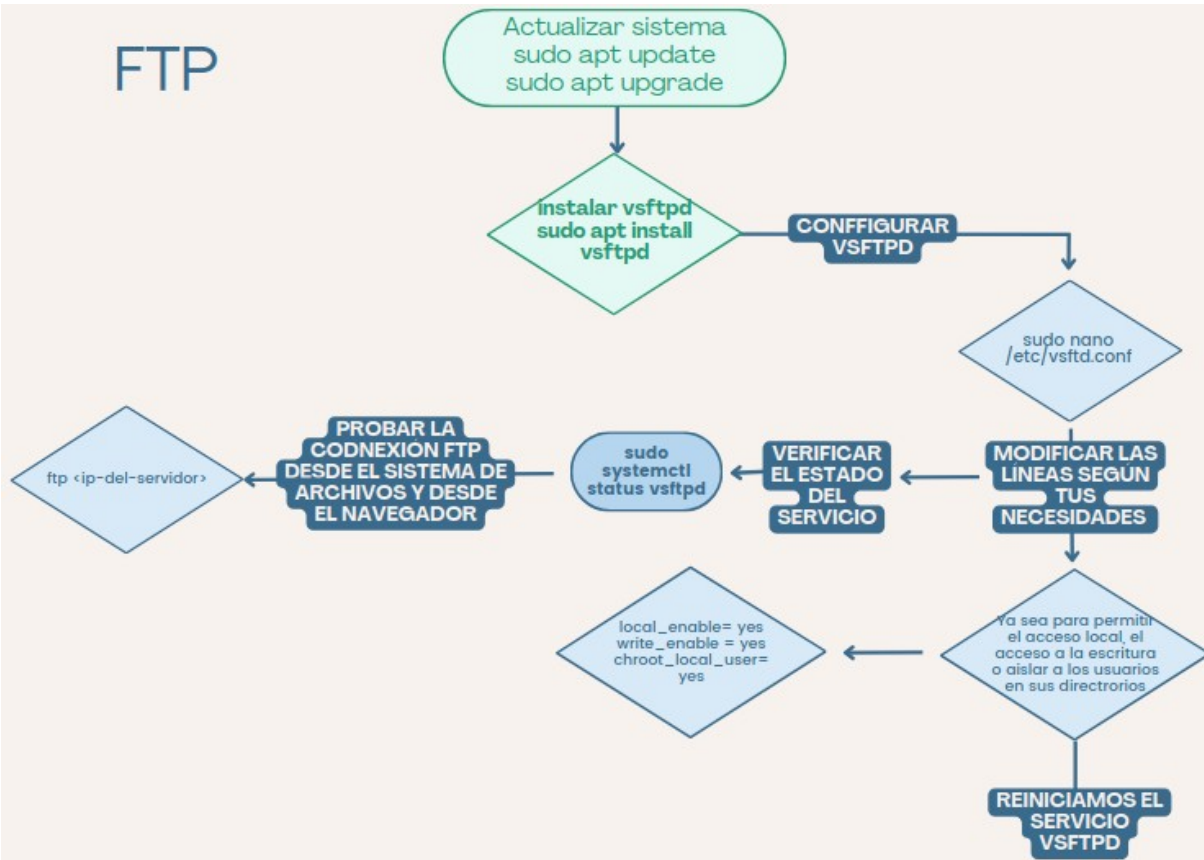 FTP
Actualizar sistema
sudo apt update
sudo apt upgrade
instalar vsftpd
sudo apt install
vsftpd
CONFFIGURAR
VSFTPD
sudo nano
/etc/vsftd.conf
MODIFICAR LAS
LÍNEAS SEGÚN
TUS
NECESIDADES
VERIFICAR
EL ESTADO
DEL
SERVICIO
sudo
systemctl
status vsftpd
PROBAR LA
CODNEXIÓN FTP
DESDE EL SISTEMA DE
ARCHIVOS Y DESDE
EL NAVEGADOR
ftp <ip-del-servidor>
Ya sea para permitir
el acceso local, el
acceso a la escritura
o aislar a los usuarios
en sus directrorios
local_enable= yes
write_enable = yes
chroot_local_user=
yes
REINICIAMOS EL
SERVICIO
VSFTPD